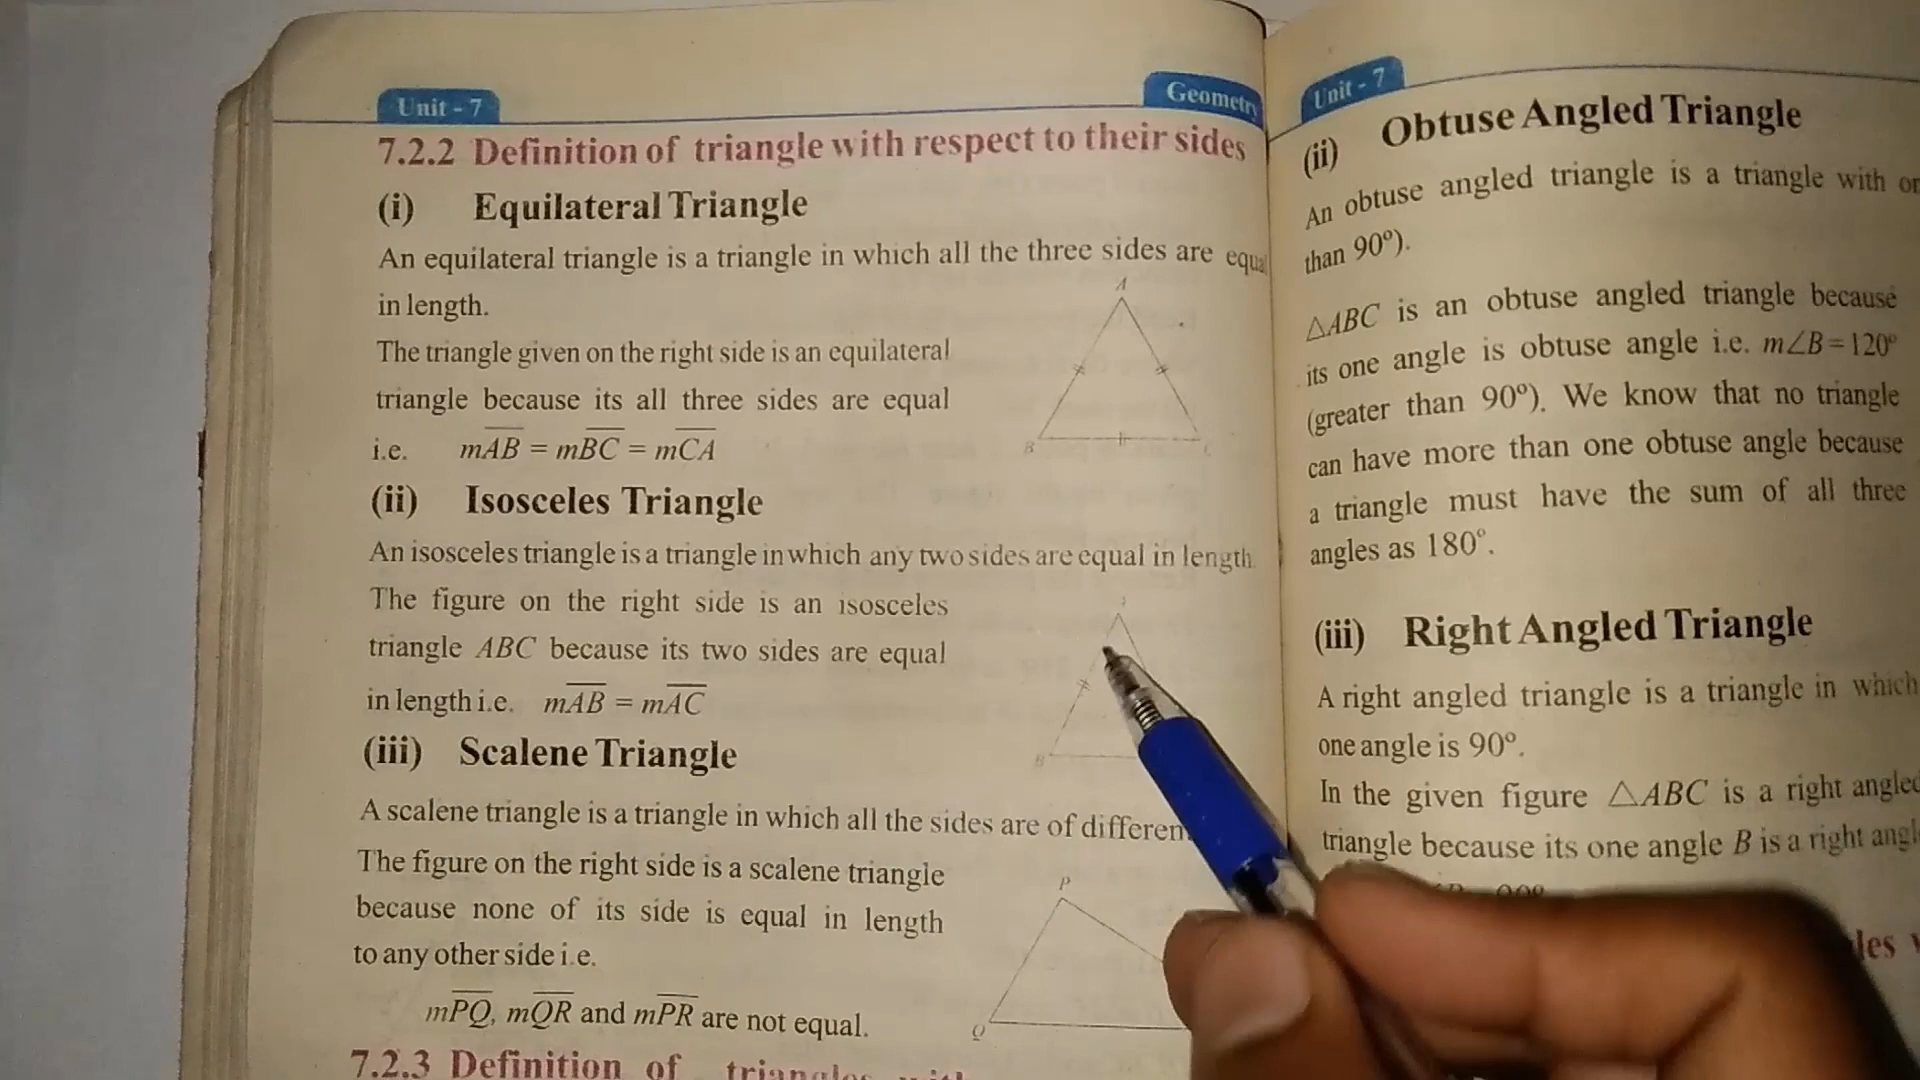 Unit - 7
Geometry
7.2.2 Definition of triangle with respect to their sides
(i) Equilateral Triangle
An equilateral triangle is a triangle in which all the three sides are equa
in length.
The triangle given on the right side is an equilateral
triangle because its all three sides are equal
i.e. mAB = mBC = mCA
A
B
C
(ii) Isosceles Triangle
An isosceles triangle is a triangle in which any two sides are equal in length
The figure on the right side is an isosceles
triangle ABC because its two sides are equal
in length i.e. mAB = mAC
B
(iii) Scalene Triangle
A scalene triangle is a triangle in which all the sides are of differen
The figure on the right side is a scalene triangle
because none of its side is equal in length
to any other side i.e.
mPQ, mQR and mPR are not equal.
P
Q
7.2.3 Definition of triangles with
Unit - 7
(ii) Obtuse Angled Triangle
An obtuse angled triangle is a triangle with
than 90º).
△ABC is an obtuse angled triangle because
its one angle is obtuse angle i.e. m∠B = 120º
(greater than 90º). We know that no triangle
can have more than one obtuse angle because
a triangle must have the sum of all three
angles as 180º.
(iii) Right Angled Triangle
A right angled triangle is a triangle in which
one angle is 90º.
In the given figure △ABC is a right angled
triangle because its one angle B is a right angl